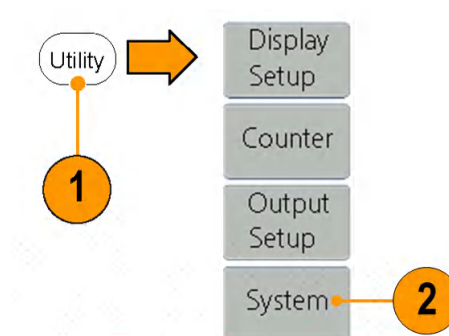 Utility
Display
Setup
Counter
Output
Setup
System
1
2